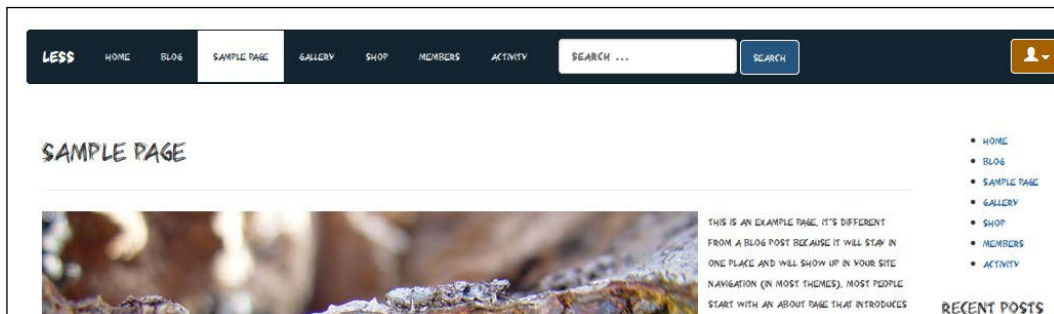 LESS HOME BLOG SAMPLE PAGE GALLERY SHOP MEMBERS ACTIVITY SEARCH ... SEARCH
SAMPLE PAGE
THIS IS AN EXAMPLE PAGE. IT'S DIFFERENT
FROM A BLOG POST BECAUSE IT WILL STAY IN
ONE PLACE AND WILL SHOW UP IN YOUR SITE
NAVIGATION (IN MOST THEMES). MOST PEOPLE
START WITH AN ABOUT PAGE THAT INTRODUCES
HOME
BLOG
SAMPLE PAGE
GALLERY
SHOP
MEMBERS
ACTIVITY
RECENT POSTS